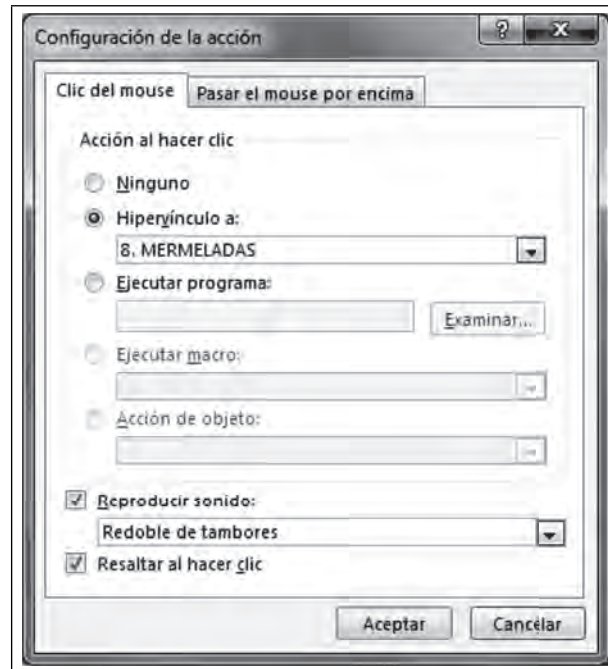 Configuración de la acción
Clic del mouse
Pasar el mouse por encima
Acción al hacer clic
Ninguno
Hipervínculo a:
8. MERMELADAS
Ejecutar programa:
Examinar...
Ejecutar macro:
Acción de objeto:
Reproducir sonido:
Redoble de tambores
Resaltar al hacer clic
Aceptar
Cancelar